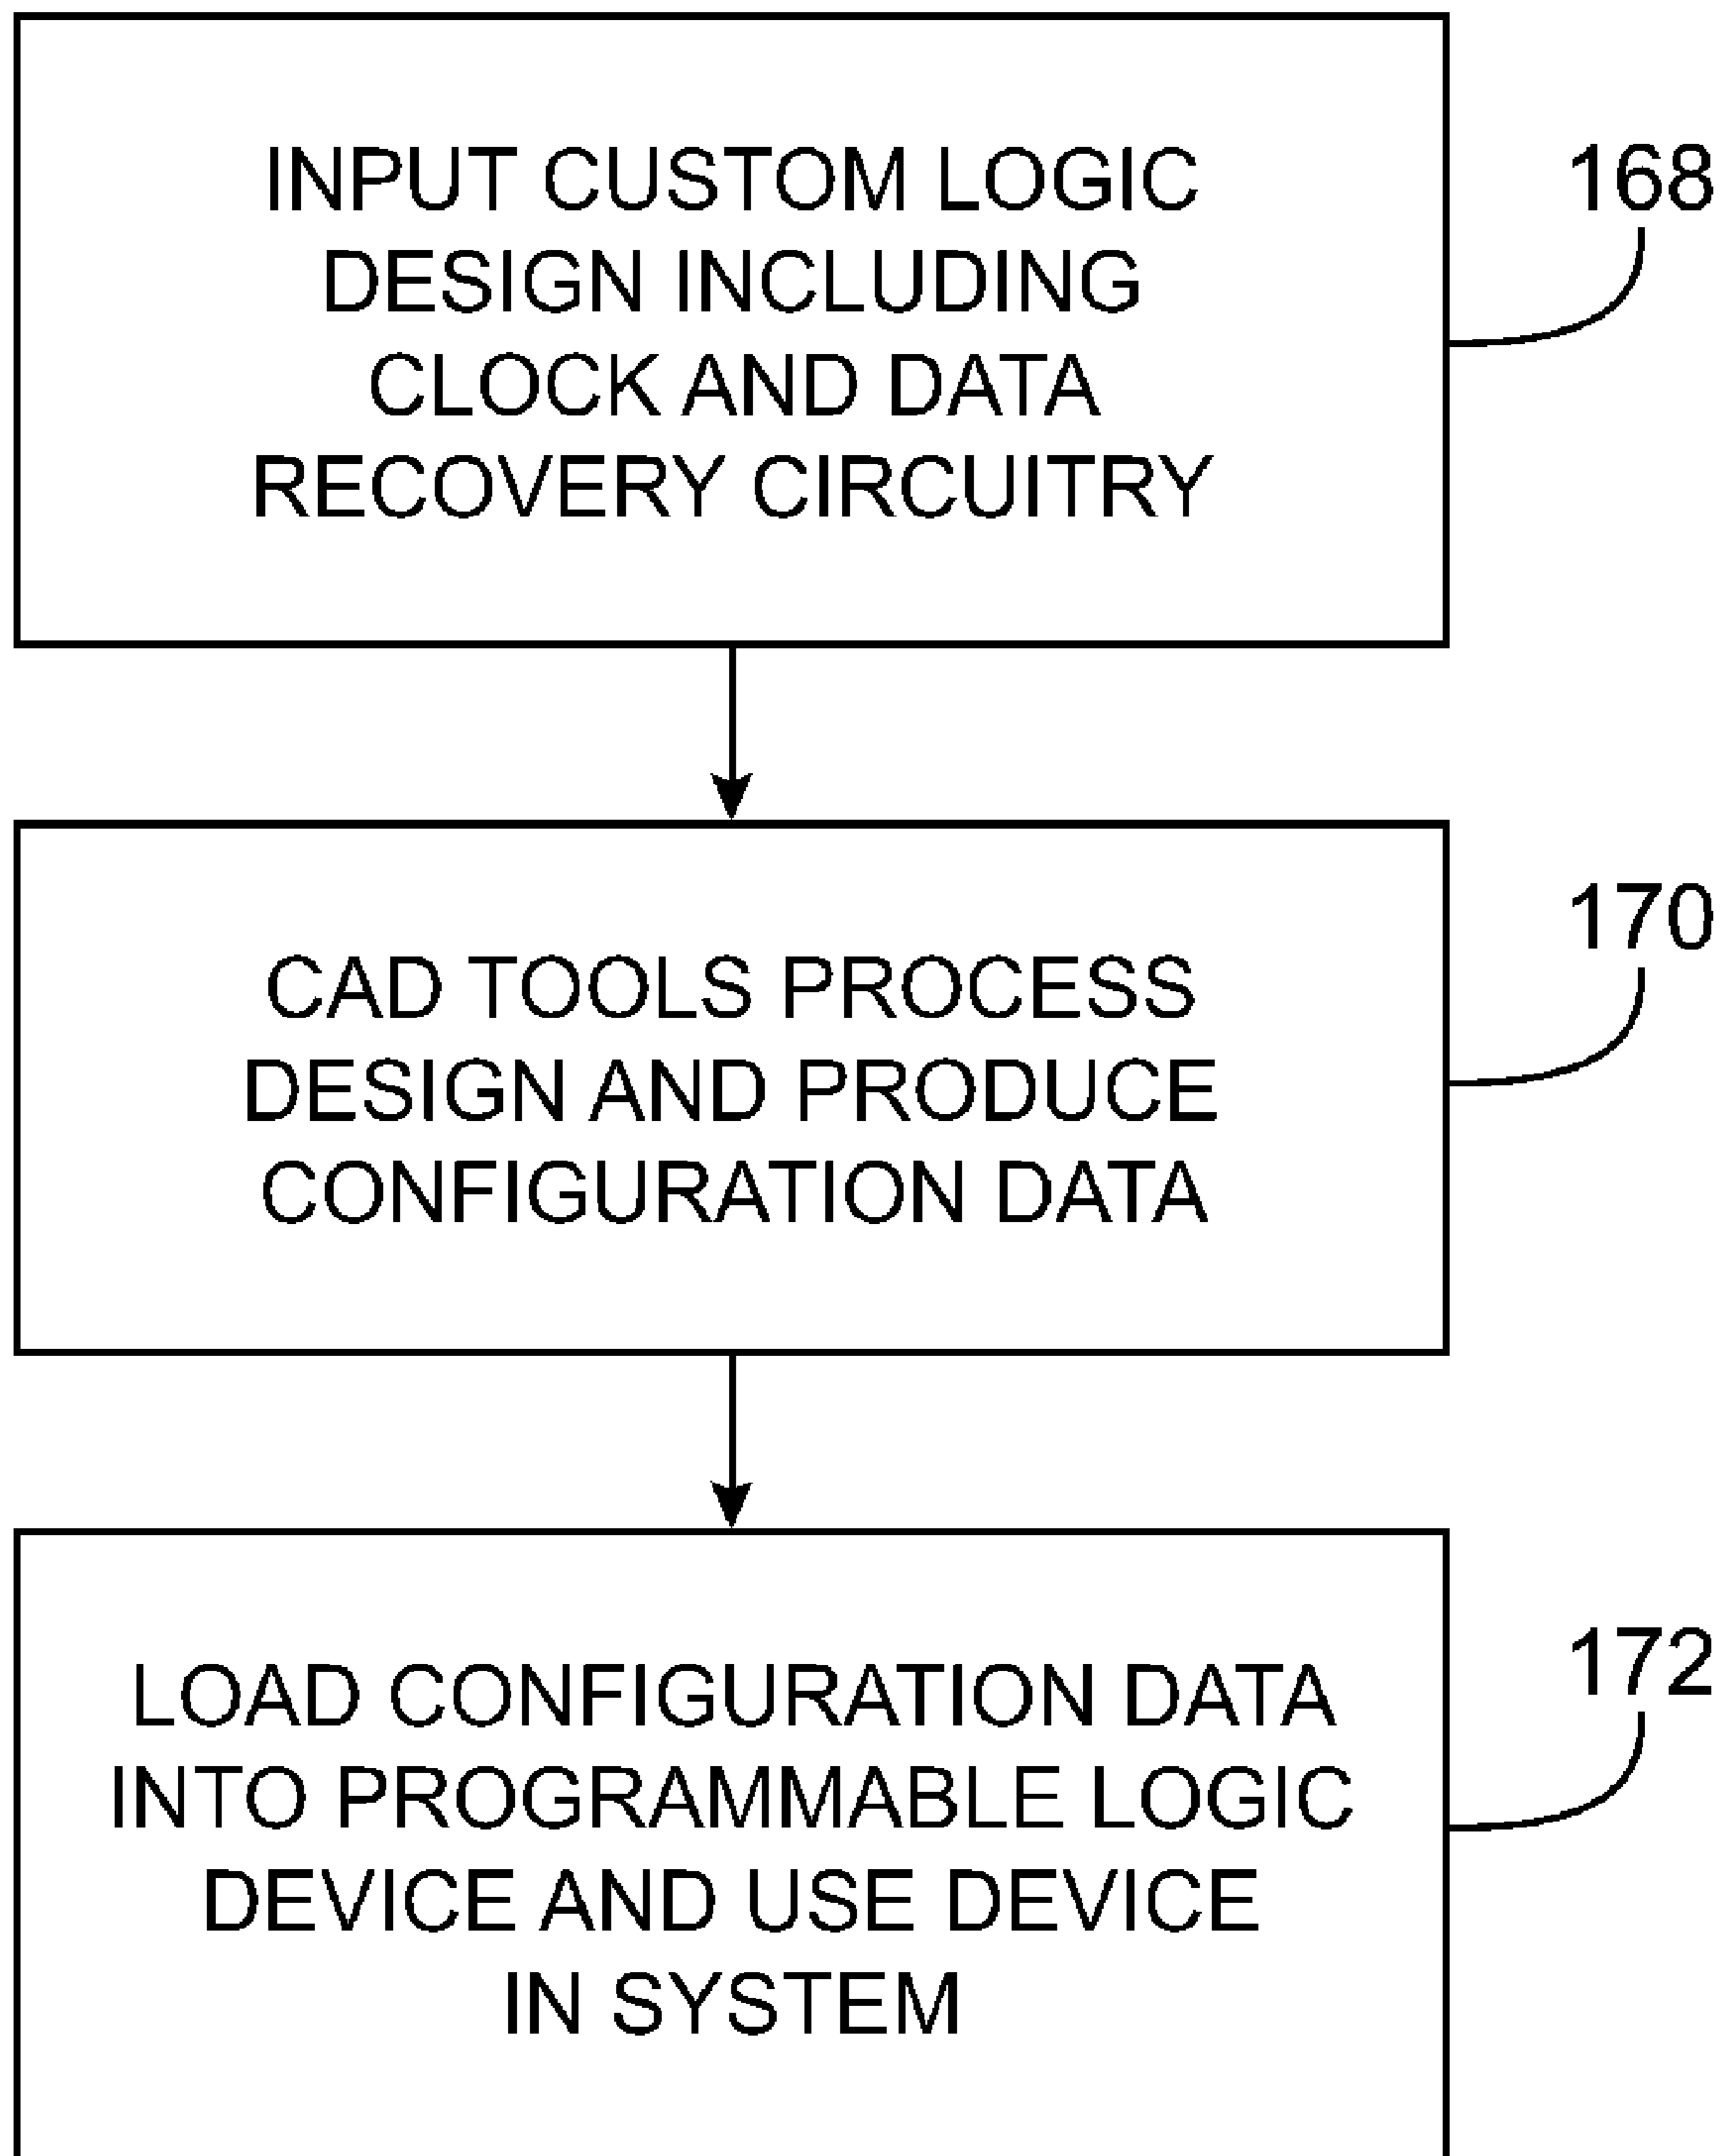 INPUT CUSTOM LOGIC
DESIGN INCLUDING
CLOCK AND DATA
RECOVERY CIRCUITRY
168
CAD TOOLS PROCESS
DESIGN AND PRODUCE
CONFIGURATION DATA
170
LOAD CONFIGURATION DATA
INTO PROGRAMMABLE LOGIC
DEVICE AND USE DEVICE
IN SYSTEM
172